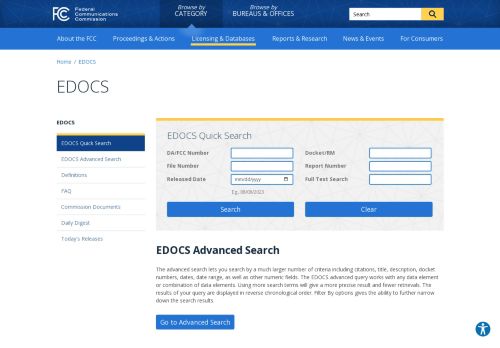 FCC Federal Communications Commission
Browse by CATEGORY
Browse by BUREAUS & OFFICES
Search
About the FCC Proceedings & Actions Licensing & Databases Reports & Research News & Events For Consumers
Home / EDOCS
EDOCS
EDOCS
EDOCS Quick Search
EDOCS Advanced Search
Definitions
FAQ
Commission Documents
Daily Digest
Today's Releases
EDOCS Quick Search
DA/FCC Number Docket/RM
File Number Report Number
Released Date mm/dd/yyyy Full Text Search
Eg., 08/08/2023
Search Clear
EDOCS Advanced Search
The advanced search lets you search by a much larger number of criteria including citations, title, description, docket
numbers, dates, date range, as well as other numeric fields. The EDOCS advanced query works with any data element
or combination of data elements. Using more search terms will give a more precise result and fewer retrievals. The
results of your query are displayed in reverse chronological order. Filter By options gives the ability to further narrow
down the search results.
Go to Advanced Search